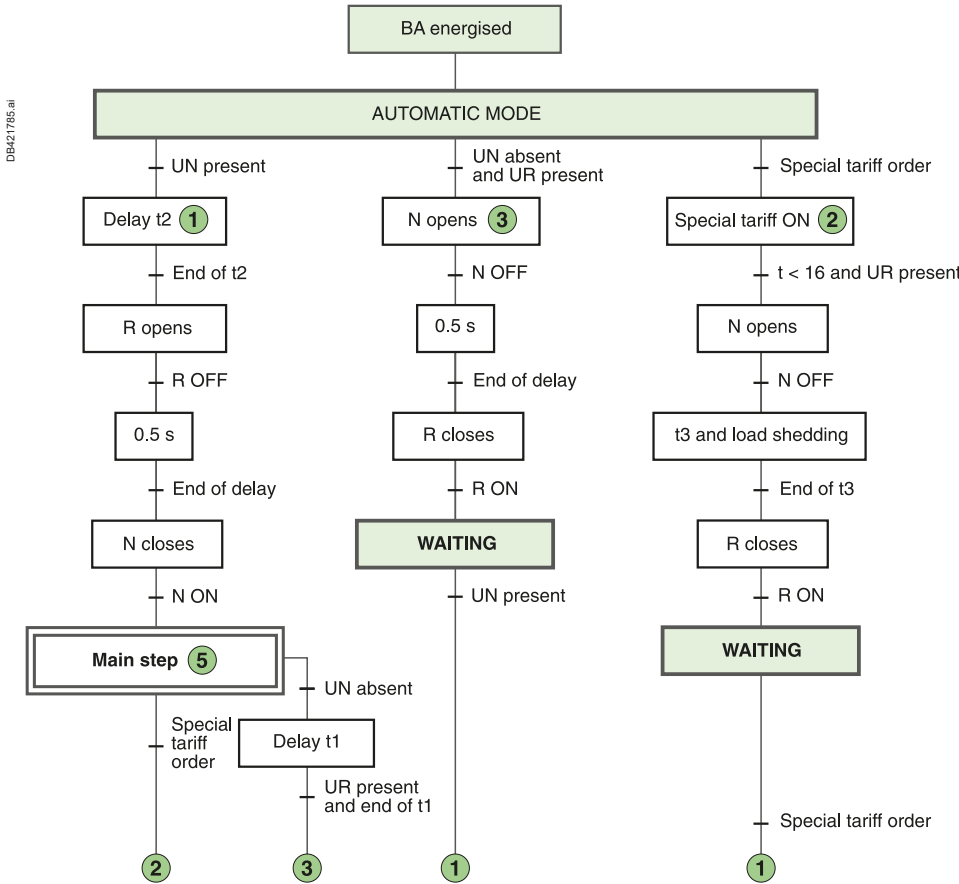 BA energised
DB421785.ai
AUTOMATIC MODE
UN present
Delay t2 1
End of t2
R opens
R OFF
0.5 s
End of delay
N closes
N ON
Main step 5
Special
tariff
order
2
UN absent
Delay t1
UR present
and end of t1
3
UN absent
and UR present
N opens 3
N OFF
0.5 s
End of delay
R closes
R ON
WAITING
UN present
1
Special tariff order
Special tariff ON 2
t < 16 and UR present
N opens
N OFF
t3 and load shedding
End of t3
R closes
R ON
WAITING
Special tariff order
1